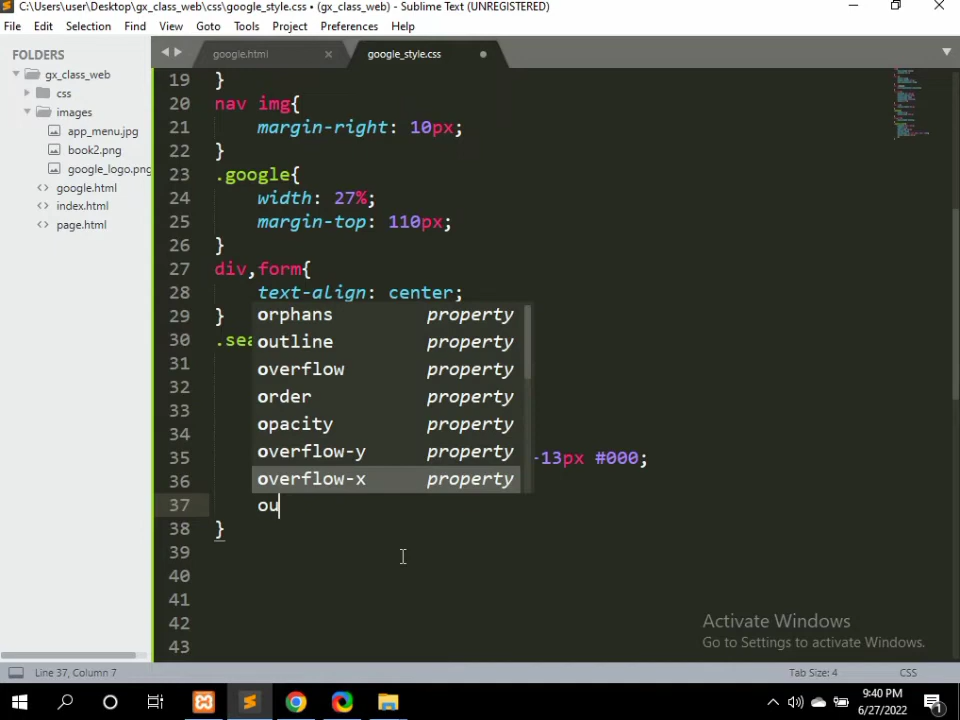 C:\Users\user\Desktop\gx_class_web\css\google_style.css • (gx_class_web) - Sublime Text (UNREGISTERED)
File Edit Selection Find View Goto Tools Project Preferences Help
FOLDERS
gx_class_web
css
images
app_menu.jpg
book2.png
google_logo.png
google.html
index.html
page.html
google.html
google_style.css
19 }
20 nav img{
21 margin-right: 10px;
22 }
23 .google{
24 width: 27%;
25 margin-top: 110px;
26 }
27 div,form{
28 text-align: center;
29 }
30 .sea
31
32
33
34
35 -13px #000;
36
37 ou
38 }
39
40
41
42
43
orphans property
outline property
overflow property
order property
opacity property
overflow-y property
overflow-x property
Activate Windows
Go to Settings to activate Windows.
Line 37, Column 7
Tab Size: 4
CSS
9:40 PM
6/27/2022
1